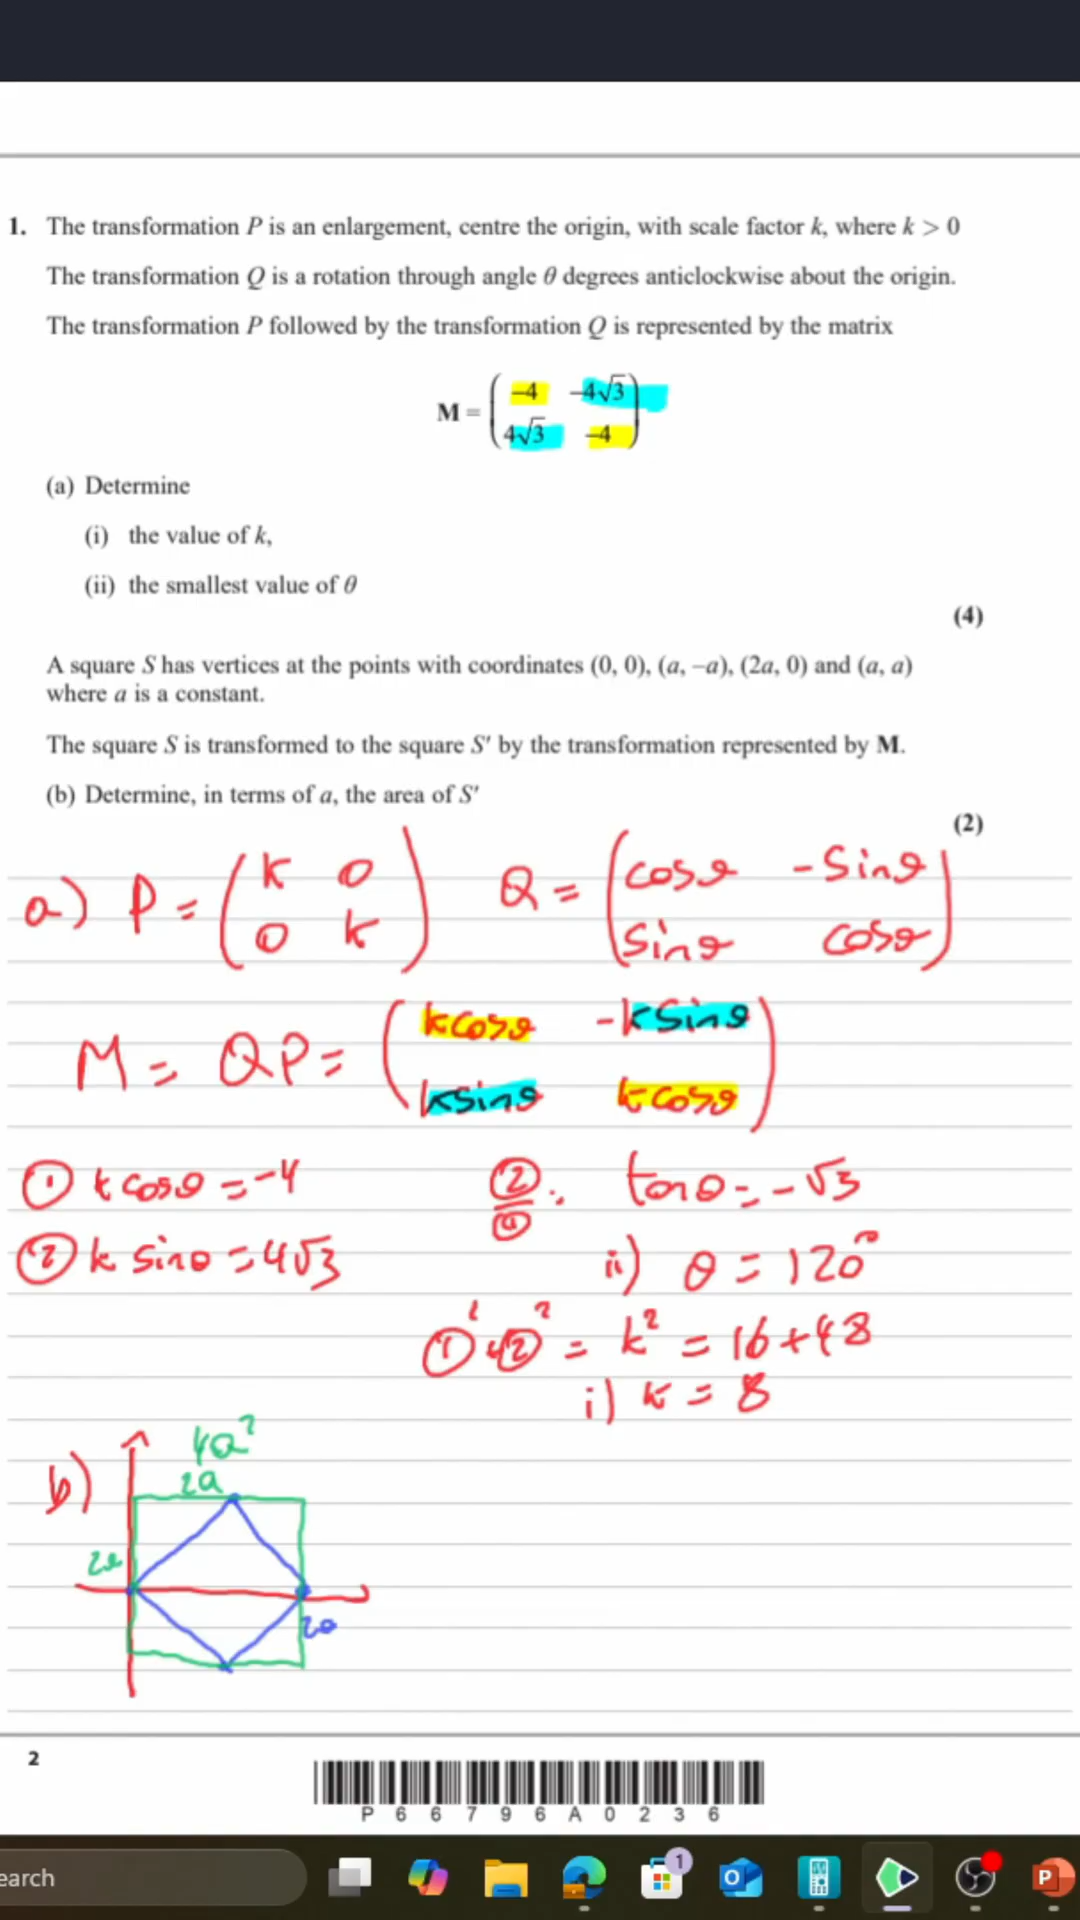 1. The transformation P is an enlargement, centre the origin, with scale factor k, where k > 0
The transformation Q is a rotation through angle θ degrees anticlockwise about the origin.
The transformation P followed by the transformation Q is represented by the matrix
M = ( −4 −4√3
4√3 −4 )
(a) Determine
(i) the value of k,
(ii) the smallest value of θ
(4)
A square S has vertices at the points with coordinates (0, 0), (a, −a), (2a, 0) and (a, a)
where a is a constant.
The square S is transformed to the square S′ by the transformation represented by M.
(b) Determine, in terms of a, the area of S′
(2)
a) P = ( k 0
0 k ) Q = ( cosθ -sinθ
sinθ cosθ )
M = QP = ( kcosθ -ksinθ
ksinθ kcosθ )
① k cosθ = -4 ②/① : tanθ = -√3
② k sinθ = 4√3 ii) θ = 120°
①² + ②² = k² = 16 + 48
i) k = 8
b) 4a²
2a
2a
2a
2
P 6 6 7 9 6 A 0 2 3 6
earch
1